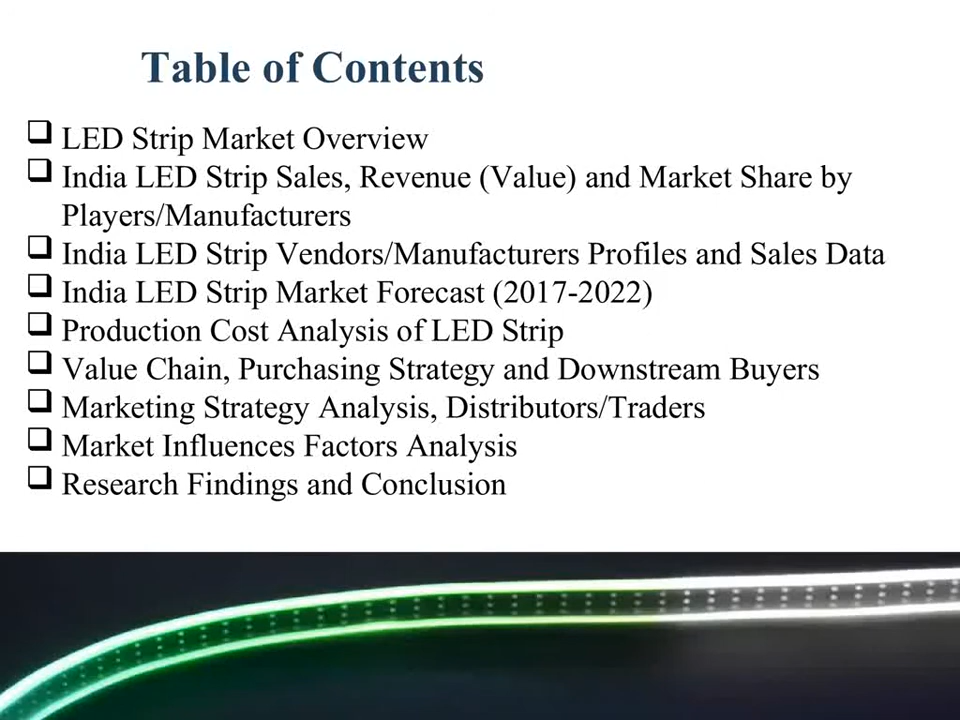 Table of Contents
LED Strip Market Overview
India LED Strip Sales, Revenue (Value) and Market Share by
Players/Manufacturers
India LED Strip Vendors/Manufacturers Profiles and Sales Data
India LED Strip Market Forecast (2017-2022)
Production Cost Analysis of LED Strip
Value Chain, Purchasing Strategy and Downstream Buyers
Marketing Strategy Analysis, Distributors/Traders
Market Influences Factors Analysis
Research Findings and Conclusion